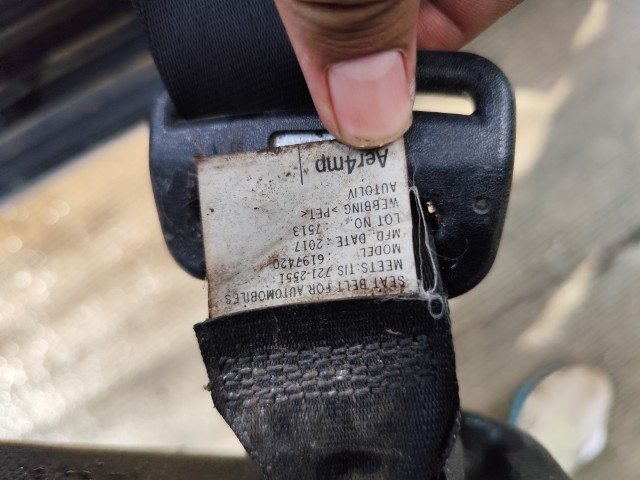 SEAT BELT FOR AUTOMOBILES
MEETS:TIS 721-2551
MODEL : 6197420
MFD. DATE : 2017
LOT NO. : 7513
WEBBING >PET<
AUTOLIV
Aer4mp